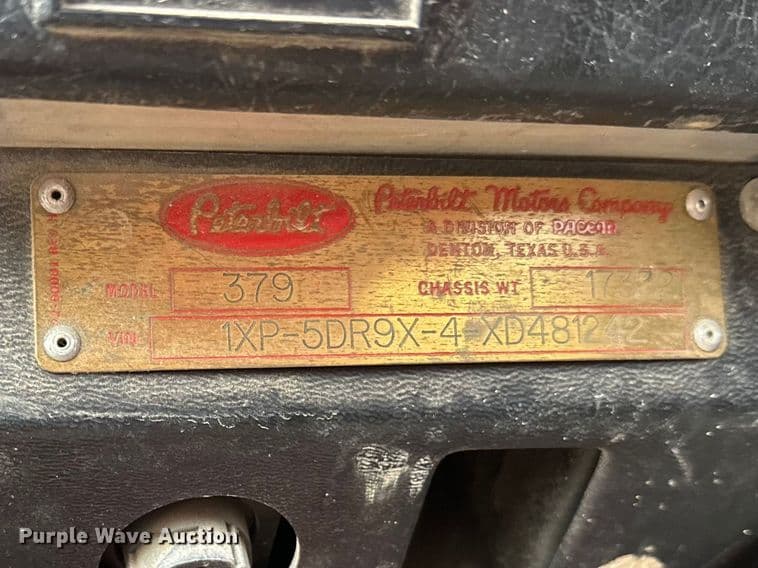 Peterbilt
Peterbilt Motors Company
A DIVISION OF PACCAR
DENTON, TEXAS U.S.A.
MODEL 379
CHASSIS WT
VIN 1XP-5DR9X-4-XD481242
Purple Wave Auction